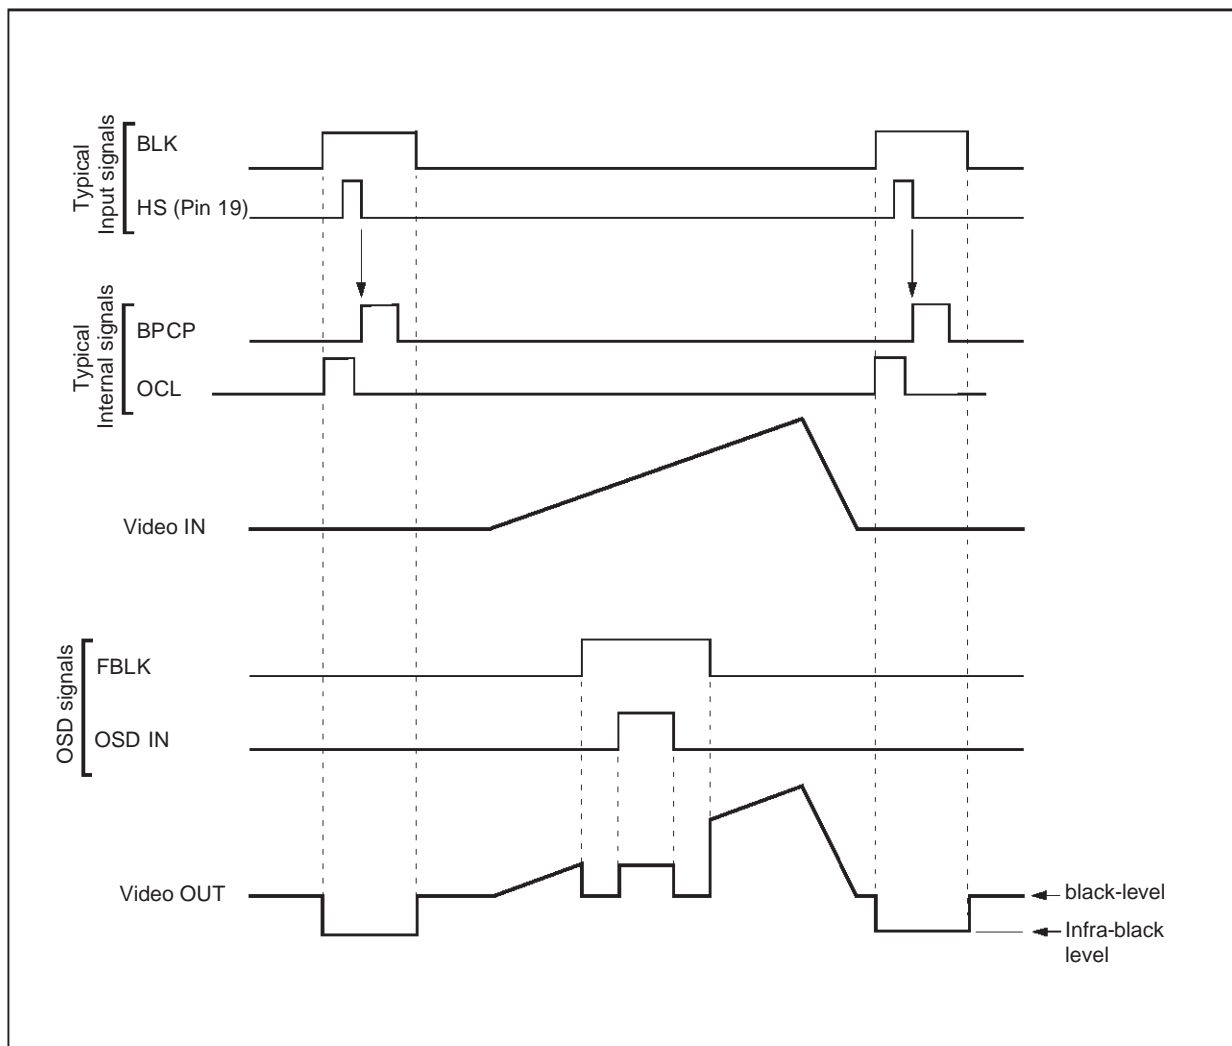 Typical
Input signals
BLK
HS (Pin 19)
Typical
Internal signals
BPCP
OCL
Video IN
OSD signals
FBLK
OSD IN
Video OUT
black-level
Infra-black
level